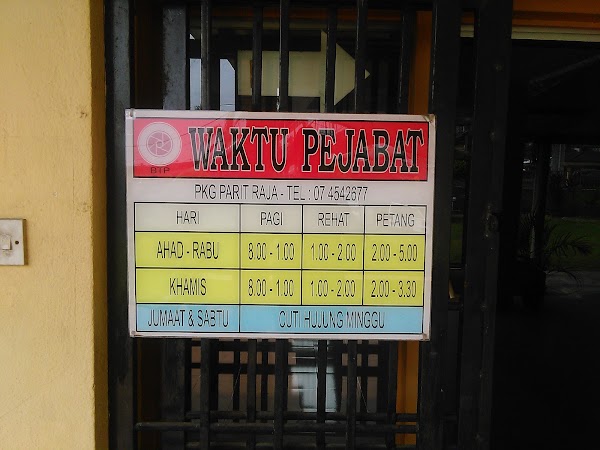 WAKTU PEJABAT
BTP
PKG PARIT RAJA - TEL : 07 4542677
HARI PAGI REHAT PETANG
AHAD - RABU 8.00 - 1.00 1.00 - 2.00 2.00 - 5.00
KHAMIS 8.00 - 1.00 1.00 - 2.00 2.00 - 3.30
JUMAAT & SABTU CUTI HUJUNG MINGGU